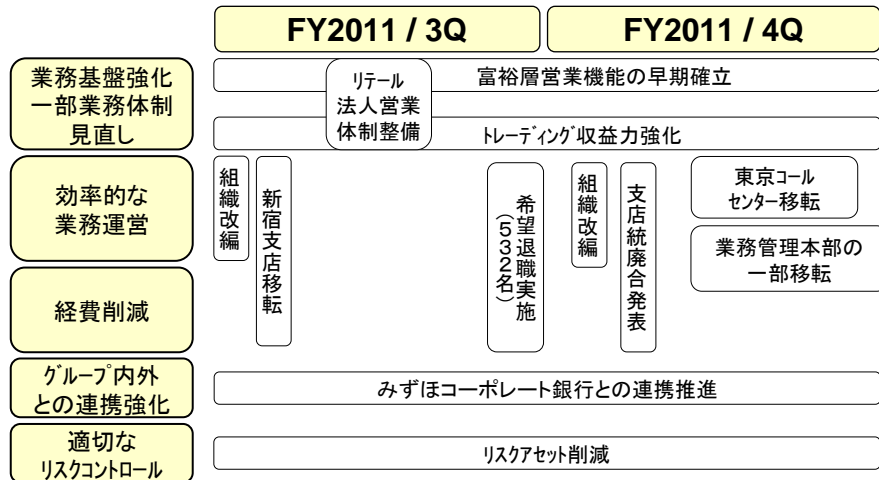 FY2011 / 3Q
FY2011 / 4Q
業務基盤強化
一部業務体制
見直し
富裕層営業機能の早期確立
リテール
法人営業
体制整備
トレーディング収益力強化
効率的な
業務運営
組織改編
新宿支店移転
希望退職実施
(532名)
組織改編
支店統廃合発表
東京コール
センター移転
業務管理本部の
一部移転
経費削減
グループ内外
との連携強化
みずほコーポレート銀行との連携推進
適切な
リスクコントロール
リスクアセット削減